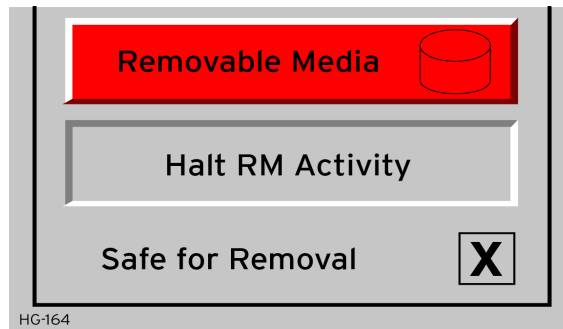 Removable Media
Halt RM Activity
Safe for Removal X
HG-164